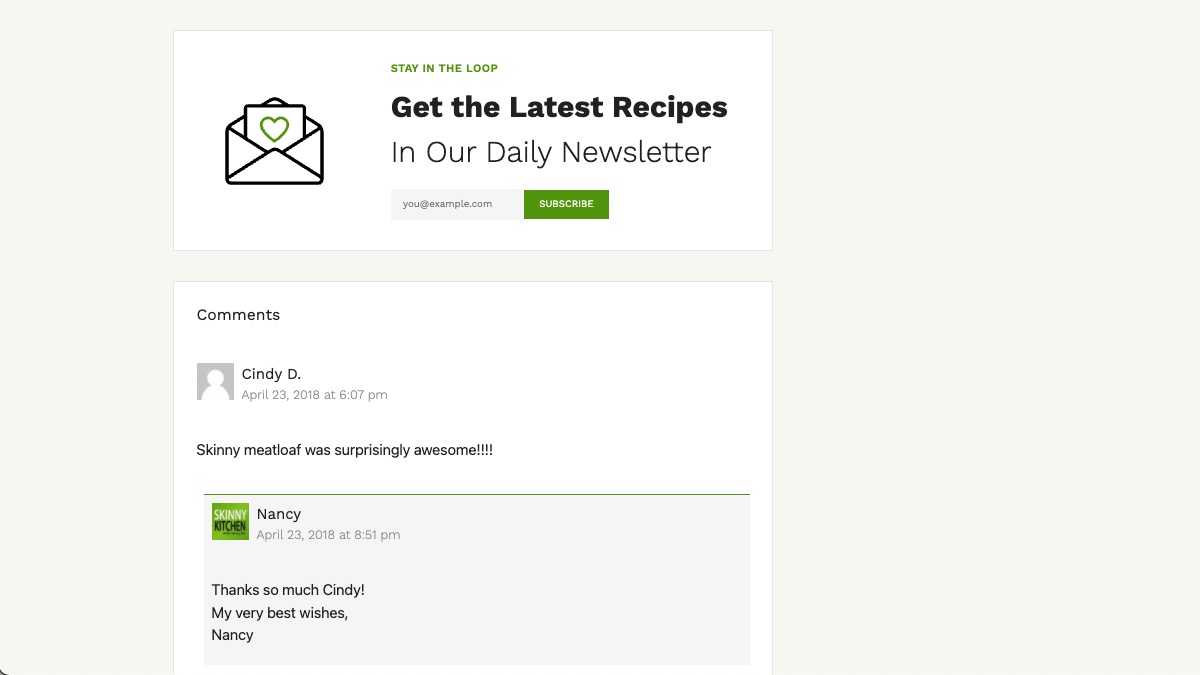 STAY IN THE LOOP
Get the Latest Recipes
In Our Daily Newsletter
you@example.com
SUBSCRIBE
Comments
Cindy D.
April 23, 2018 at 6:07 pm
Skinny meatloaf was surprisingly awesome!!!!
SKINNY
KITCHEN
Nancy
April 23, 2018 at 8:51 pm
Thanks so much Cindy!
My very best wishes,
Nancy